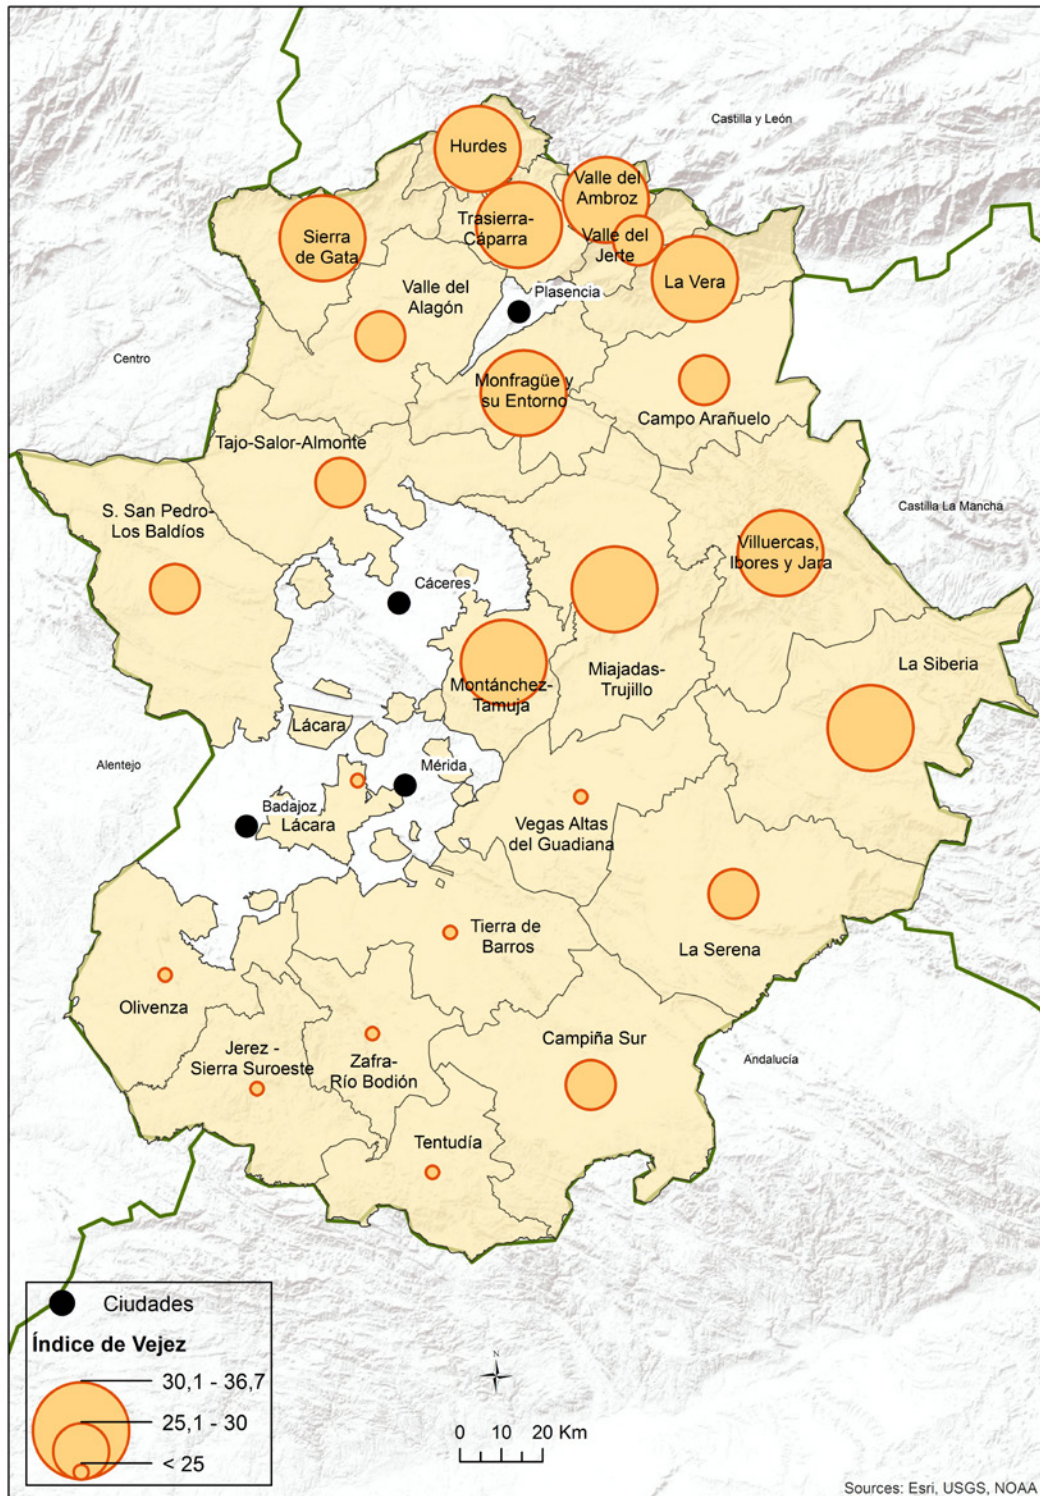 Castilla y León
Hurdes
Valle del
Ambroz
Trasierra-
Cáparra
Valle del
Jerte
Sierra
de Gata
La Vera
Valle del
Alagón
Plasencia
Centro
Monfragüe y
su Entorno
Campo Arañuelo
Tajo-Salor-Almonte
S. San Pedro-
Los Baldíos
Castilla La Mancha
Villuercas,
Ibores y Jara
Cáceres
La Siberia
Miajadas-
Trujillo
Montánchez-
Tamuja
Lácara
Alentejo
Mérida
Badajoz
Lácara
Vegas Altas
del Guadiana
Tierra de
Barros
La Serena
Olivenza
Jerez -
Sierra Suroeste
Zafra-
Río Bodión
Campiña Sur
Andalucía
Tentudía
Ciudades
Índice de Vejez
30,1 - 36,7
25,1 - 30
< 25
N
0 10 20 Km
Sources: Esri, USGS, NOAA